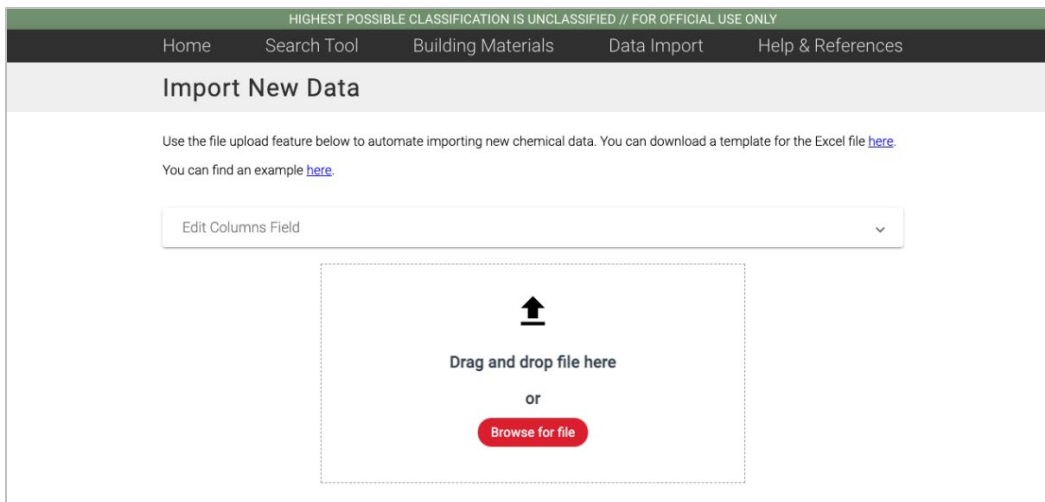 HIGHEST POSSIBLE CLASSIFICATION IS UNCLASSIFIED // FOR OFFICIAL USE ONLY
Home Search Tool Building Materials Data Import Help & References
Import New Data
Use the file upload feature below to automate importing new chemical data. You can download a template for the Excel file here.
You can find an example here.
Edit Columns Field
Drag and drop file here
or
Browse for file